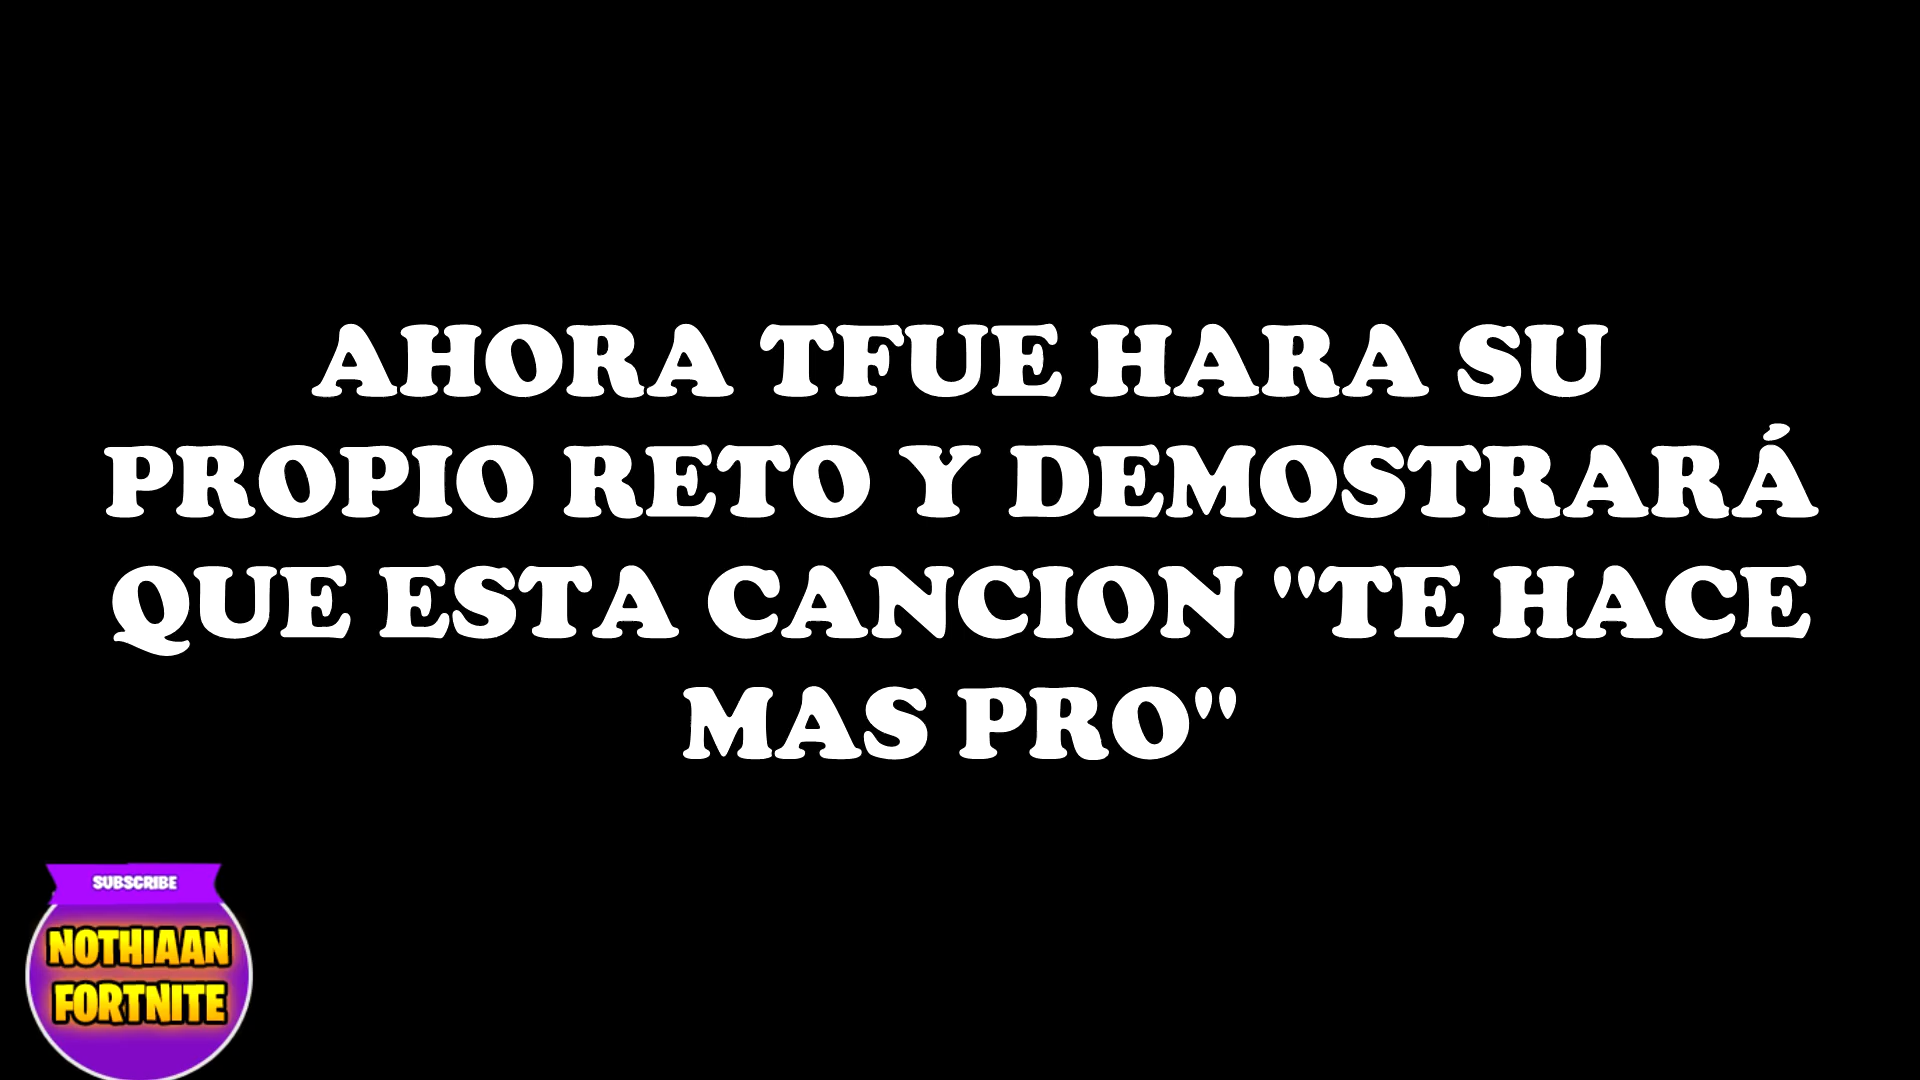 AHORA TFUE HARA SU
PROPIO RETO Y DEMOSTRARÁ
QUE ESTA CANCION "TE HACE
MAS PRO"
SUBSCRIBE
NOTHIAAN
FORTNITE